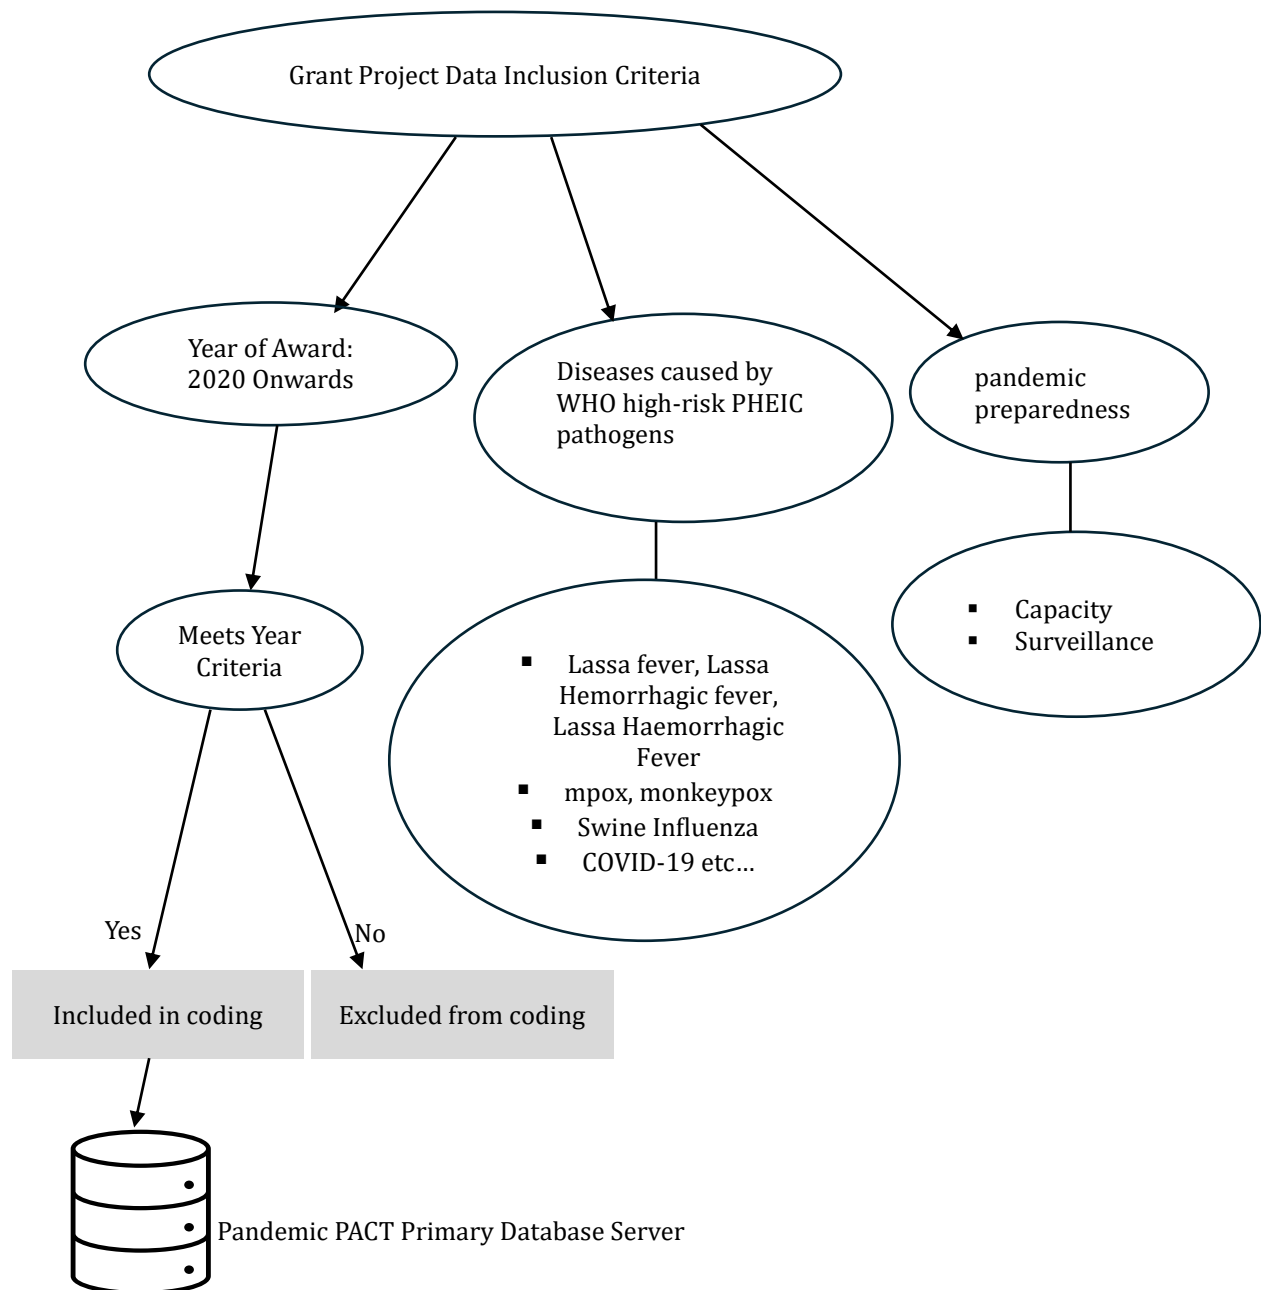 Grant Project Data Inclusion Criteria
Year of Award:
2020 Onwards
Diseases caused by
WHO high-risk PHEIC
pathogens
pandemic
preparedness
Meets Year
Criteria
▪ Lassa fever, Lassa
Hemorrhagic fever,
Lassa Haemorrhagic
Fever
▪ mpox, monkeypox
▪ Swine Influenza
▪ COVID-19 etc…
▪ Capacity
▪ Surveillance
Yes
No
Included in coding
Excluded from coding
Pandemic PACT Primary Database Server